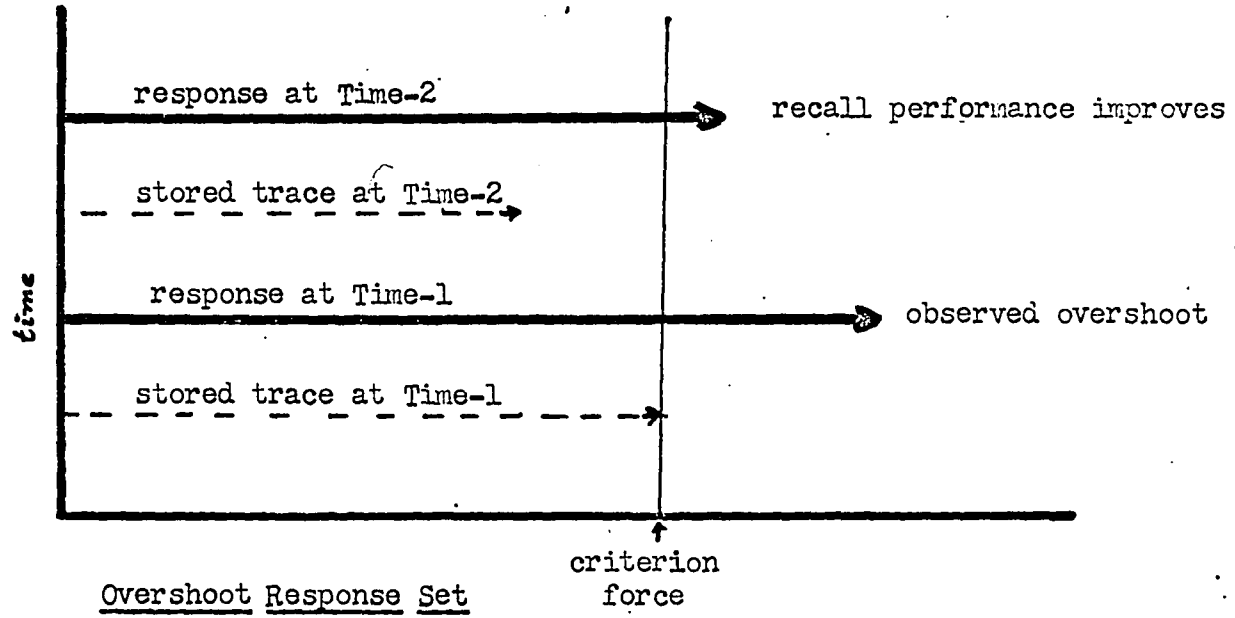 response at Time-2
recall performance improves
stored trace at Time-2
response at Time-1
observed overshoot
time
stored trace at Time-1
criterion
force
Overshoot Response Set